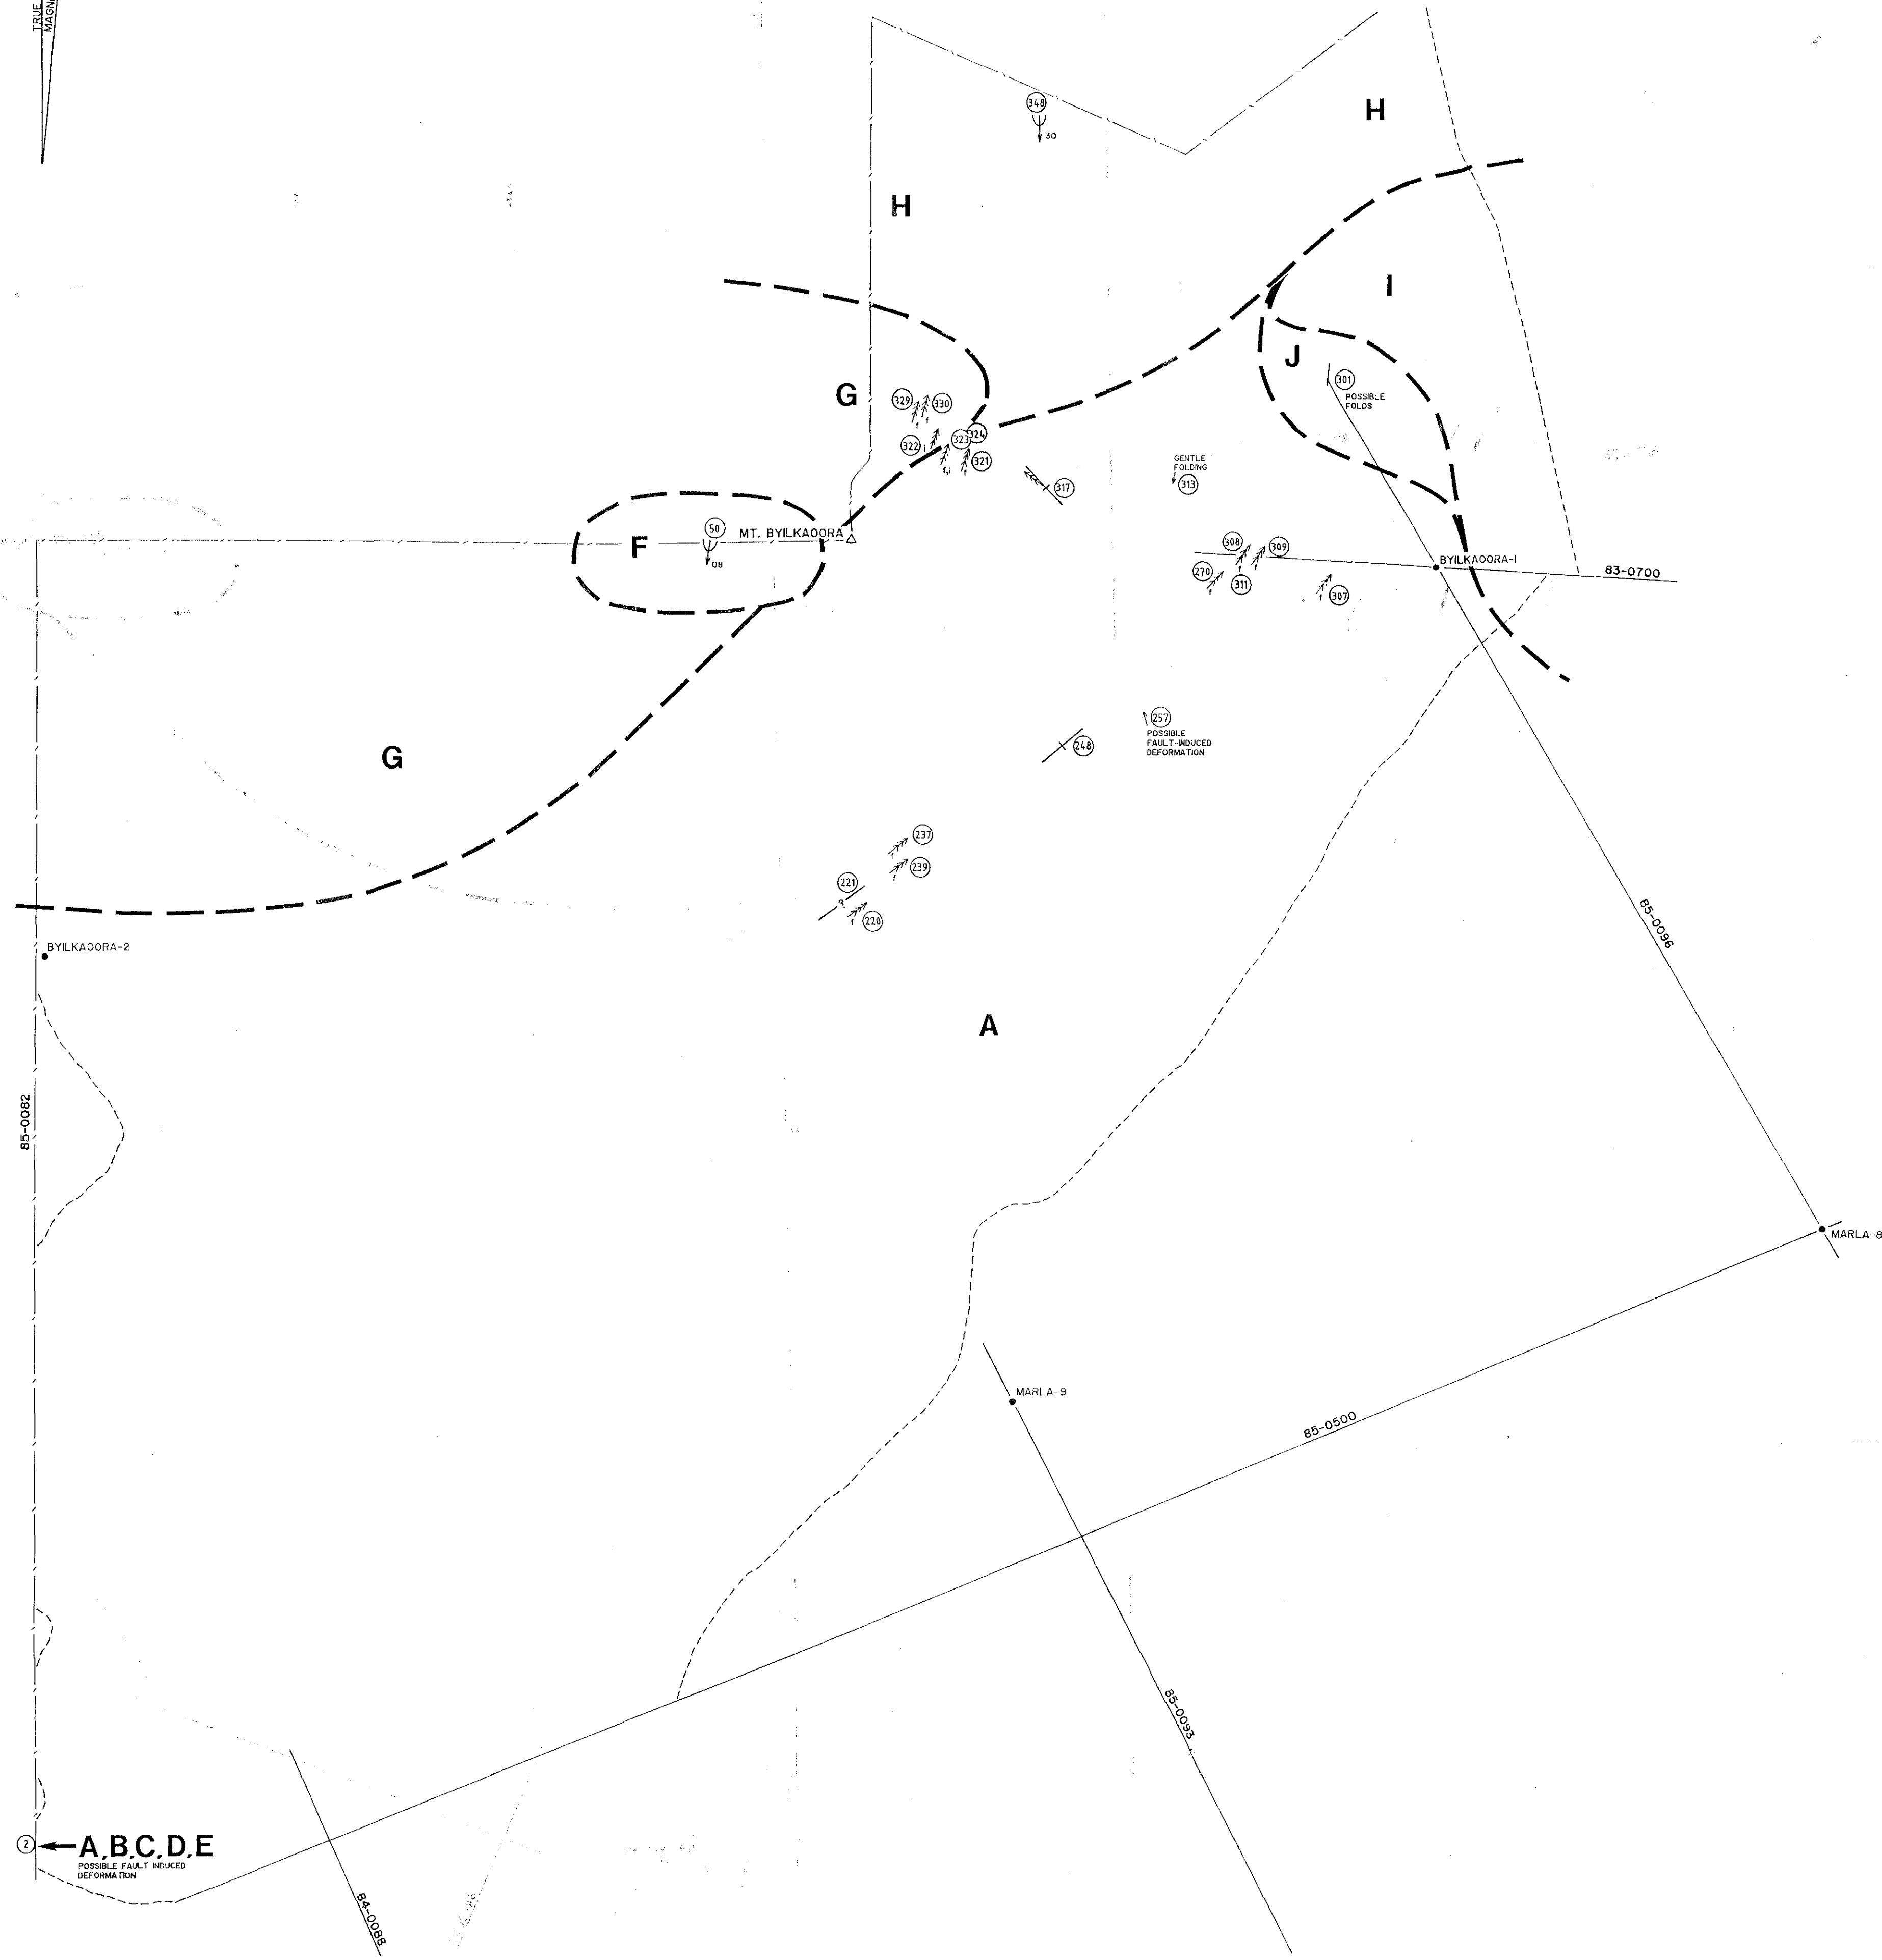 TRUE
348
30
H
H
I
J
301
POSSIBLE
FOLDS
G
329
330
322
323
324
321
GENTLE
FOLDING
313
317
50
MT. BYILKAOORA
F
08
308
309
270
311
307
BYILKAOORA-1
83-0700
257
POSSIBLE
FAULT-INDUCED
DEFORMATION
248
G
237
239
221
?
220
BYILKAOORA-2
85-0096
A
85-0082
MARLA-8
MARLA-9
85-0500
85-0093
2
A,B,C,D,E
POSSIBLE FAULT INDUCED
DEFORMATION
84-0088